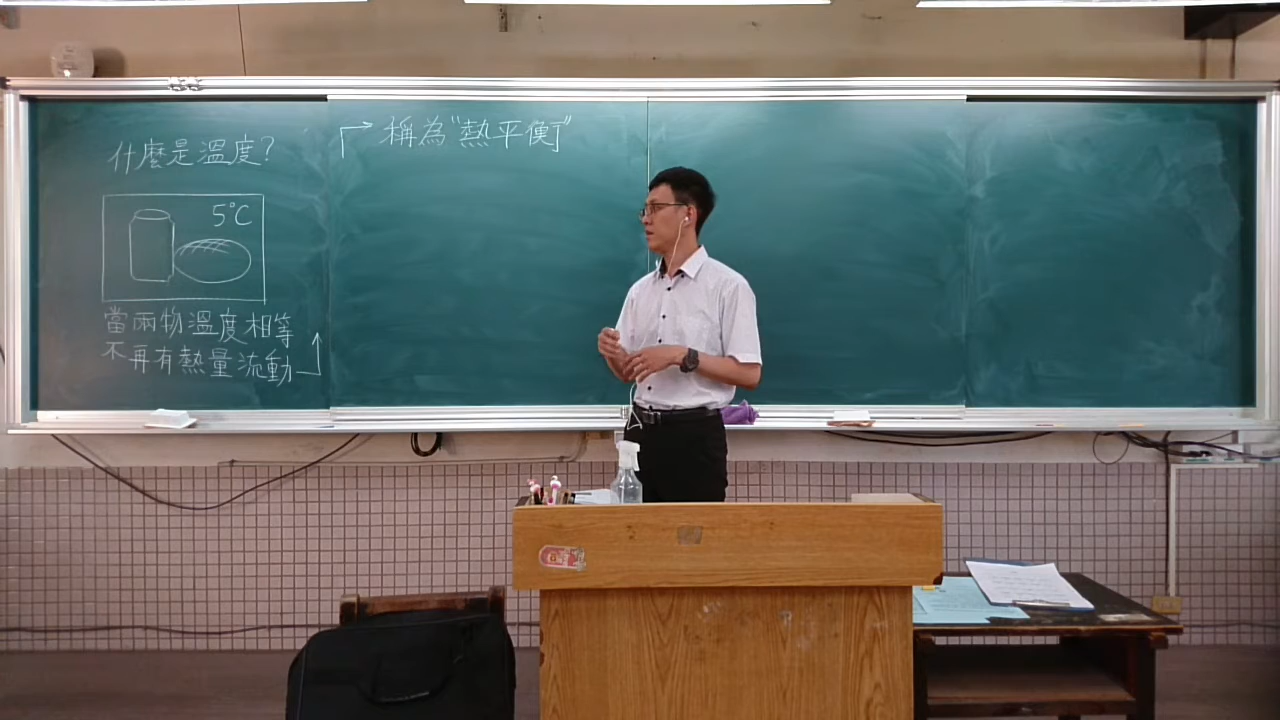 什麼是溫度?
5°C
當兩物溫度相等
不再有熱量流動
稱為"熱平衡"